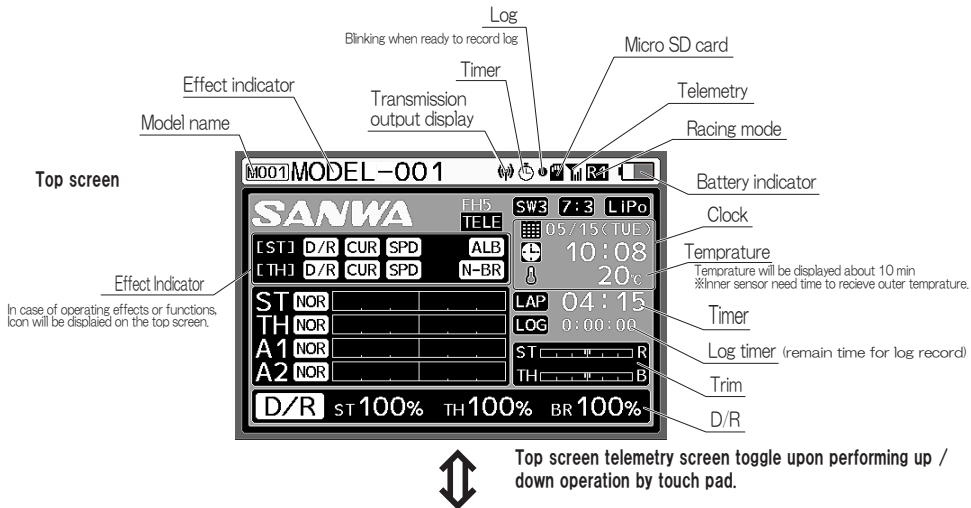 Log
Blinking when ready to record log
Micro SD card
Timer
Effect indicator
Transmission
output display
Telemetry
Model name
Racing mode
Top screen
M001 MODEL-001
Battery indicator
SANWA FH5 TELE SW3 7:3 LiPo
Clock
05/15(TUE)
[ST] D/R CUR SPD ALB
10:08
[TH] D/R CUR SPD N-BR
20℃
Temprature
Temprature will be displayed about 10 min
※Inner sensor need time to recieve outer temprature.
Effect Indicator
In case of operating effects or functions,
Icon will be displaied on the top screen.
ST NOR
LAP 04:15
Timer
TH NOR
LOG 0:00:00
Log timer (remain time for log record)
A1 NOR
ST R
A2 NOR
TH B
Trim
D/R ST 100% TH 100% BR 100%
D/R
Top screen telemetry screen toggle upon performing up /
down operation by touch pad.